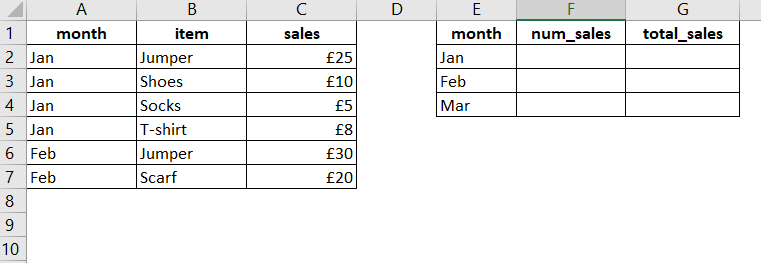 A B C D E F G
1 month item sales month num_sales total_sales
2 Jan Jumper £25 Jan
3 Jan Shoes £10 Feb
4 Jan Socks £5 Mar
5 Jan T-shirt £8
6 Feb Jumper £30
7 Feb Scarf £20
8
9
10